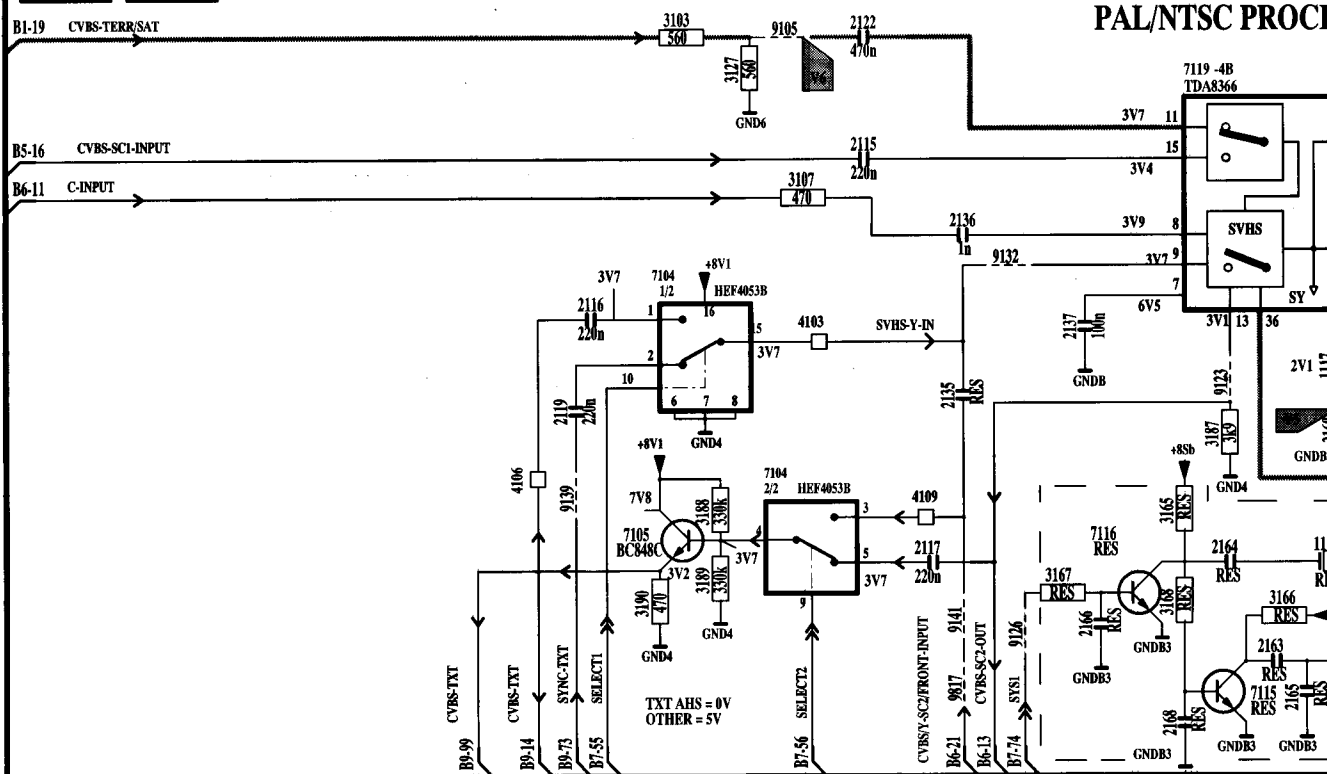 PAL/NTSC PROC
B1-19 CVBS-TERR/SAT
3103
560
9105
2122
470n
3127
560
V6
GND6
7119 -4B
TDA8366
3V7 11
15
3V4
B5-16 CVBS-SC1-INPUT
2115
220n
B6-11 C-INPUT
3107
470
2136
1n
3V9 8
SVHS
9132
3V7 9
7
6V5
SY
3V1 13 36
2137
100n
GNDB
2V1
1117
9123
3187
3k9
GND4
GNDB
3V7
7104
1/2
+8V1
HEF4053B
2116
220n
1
16
15
3V7
2
10
6 7 8
GND4
4103
SVHS-Y-IN
2135
RES
2119
220n
4106
9139
+8V1
7V8
3188
330k
7105
BC848C
3V7
3V2
3189
330k
3190
470
GND4
GND4
7104
2/2 HEF4053B
4
3
5
3V7
9
4109
2117
220n
+8Sb
3165
RES
7116
RES
2164
RES
3167
RES
3168
RES
3166
RES
2166
RES
GNDB3
GNDB3
2163
RES
7115
RES
2165
RES
2168
RES
GNDB3
GNDB3
GNDB3
9141
9817
9126
TXT AHS = 0V
OTHER = 5V
CVBS-TXT
CVBS-TXT
SYNC-TXT
SELECT1
SELECT2
CVBS/Y-SC2/FRONT-INPUT
CVBS-SC2-OUT
SYS1
B9-99
B9-14
B9-73
B7-55
B7-56
B6-21
B6-13
B7-74